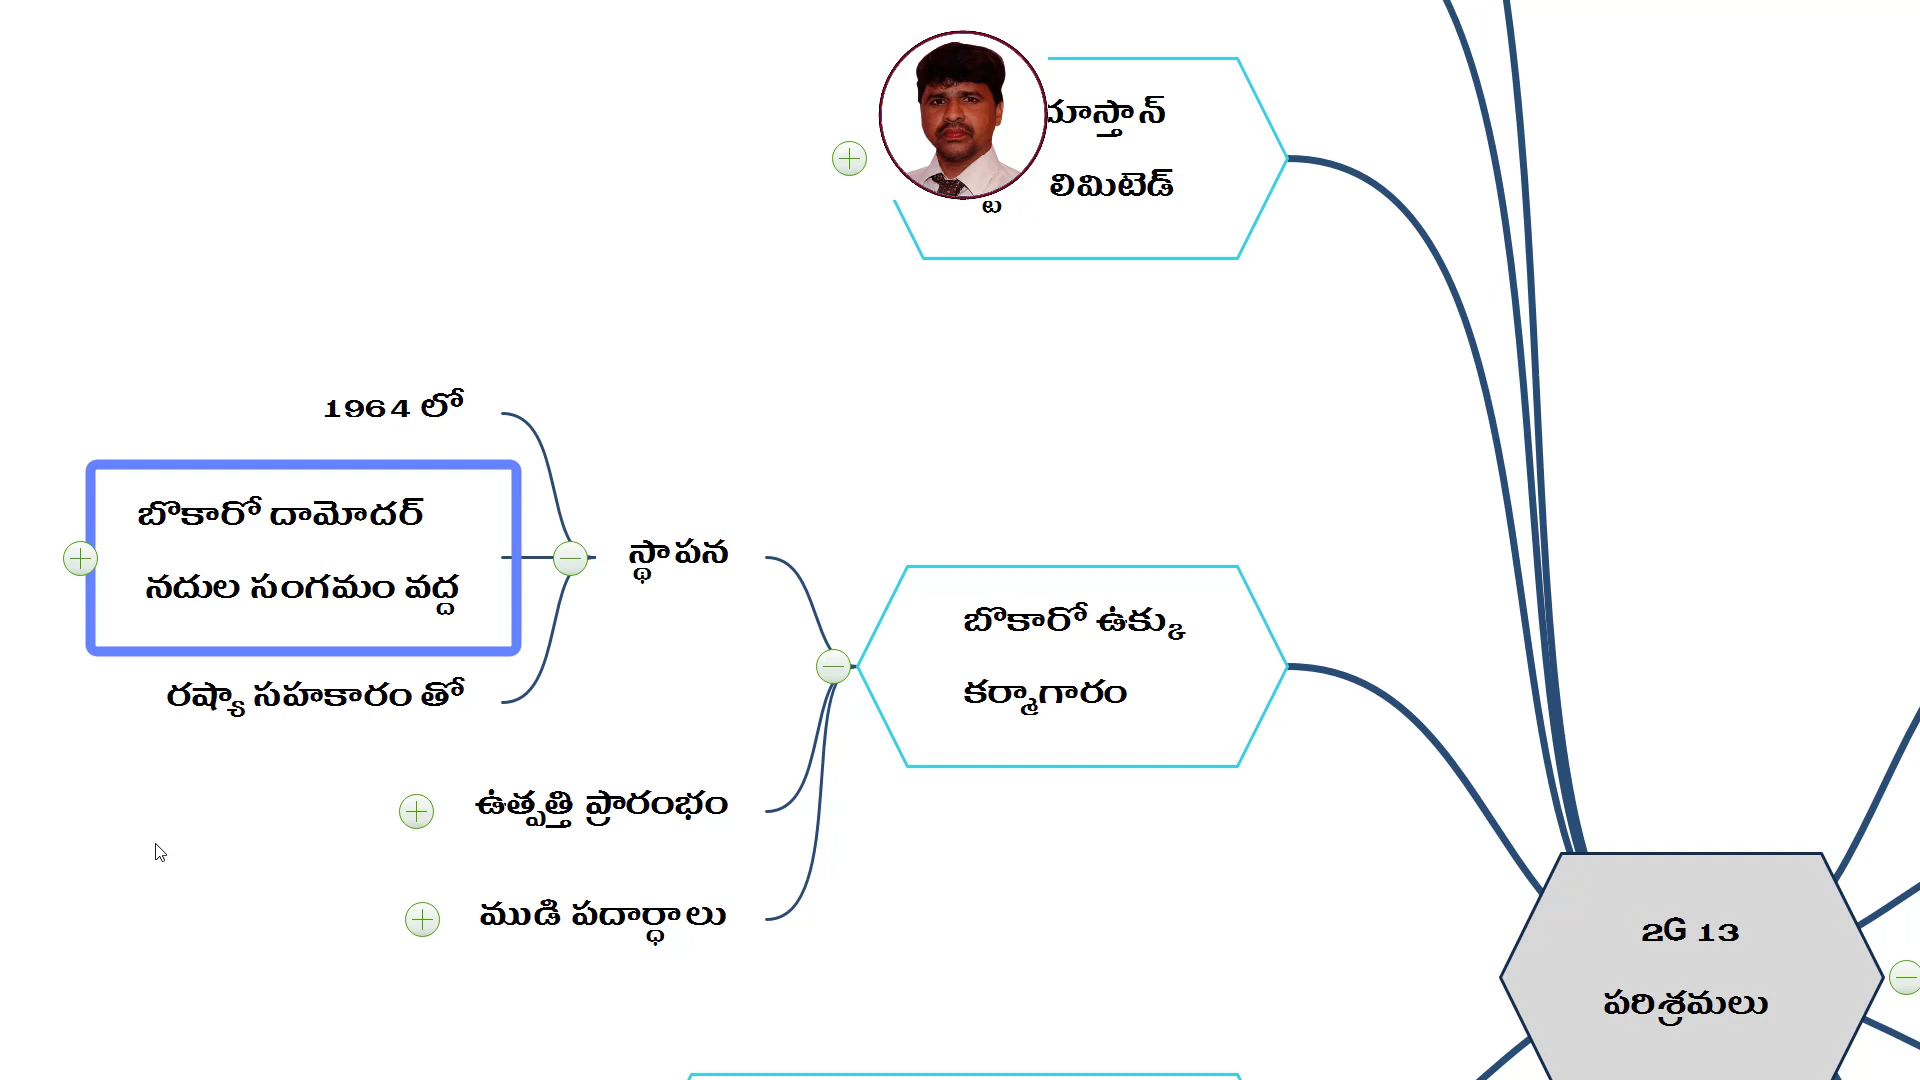 లిమిటెడ్
1964 లో
బొకారో దామోదర్
నదుల సంగమం వద్ద
రష్యా సహకారం తో
స్థాపన
బొకారో ఉక్కు
కర్మాగారం
ఉత్పత్తి ప్రారంభం
ముడి పదార్ధాలు
2G 13
పరిశ్రమలు